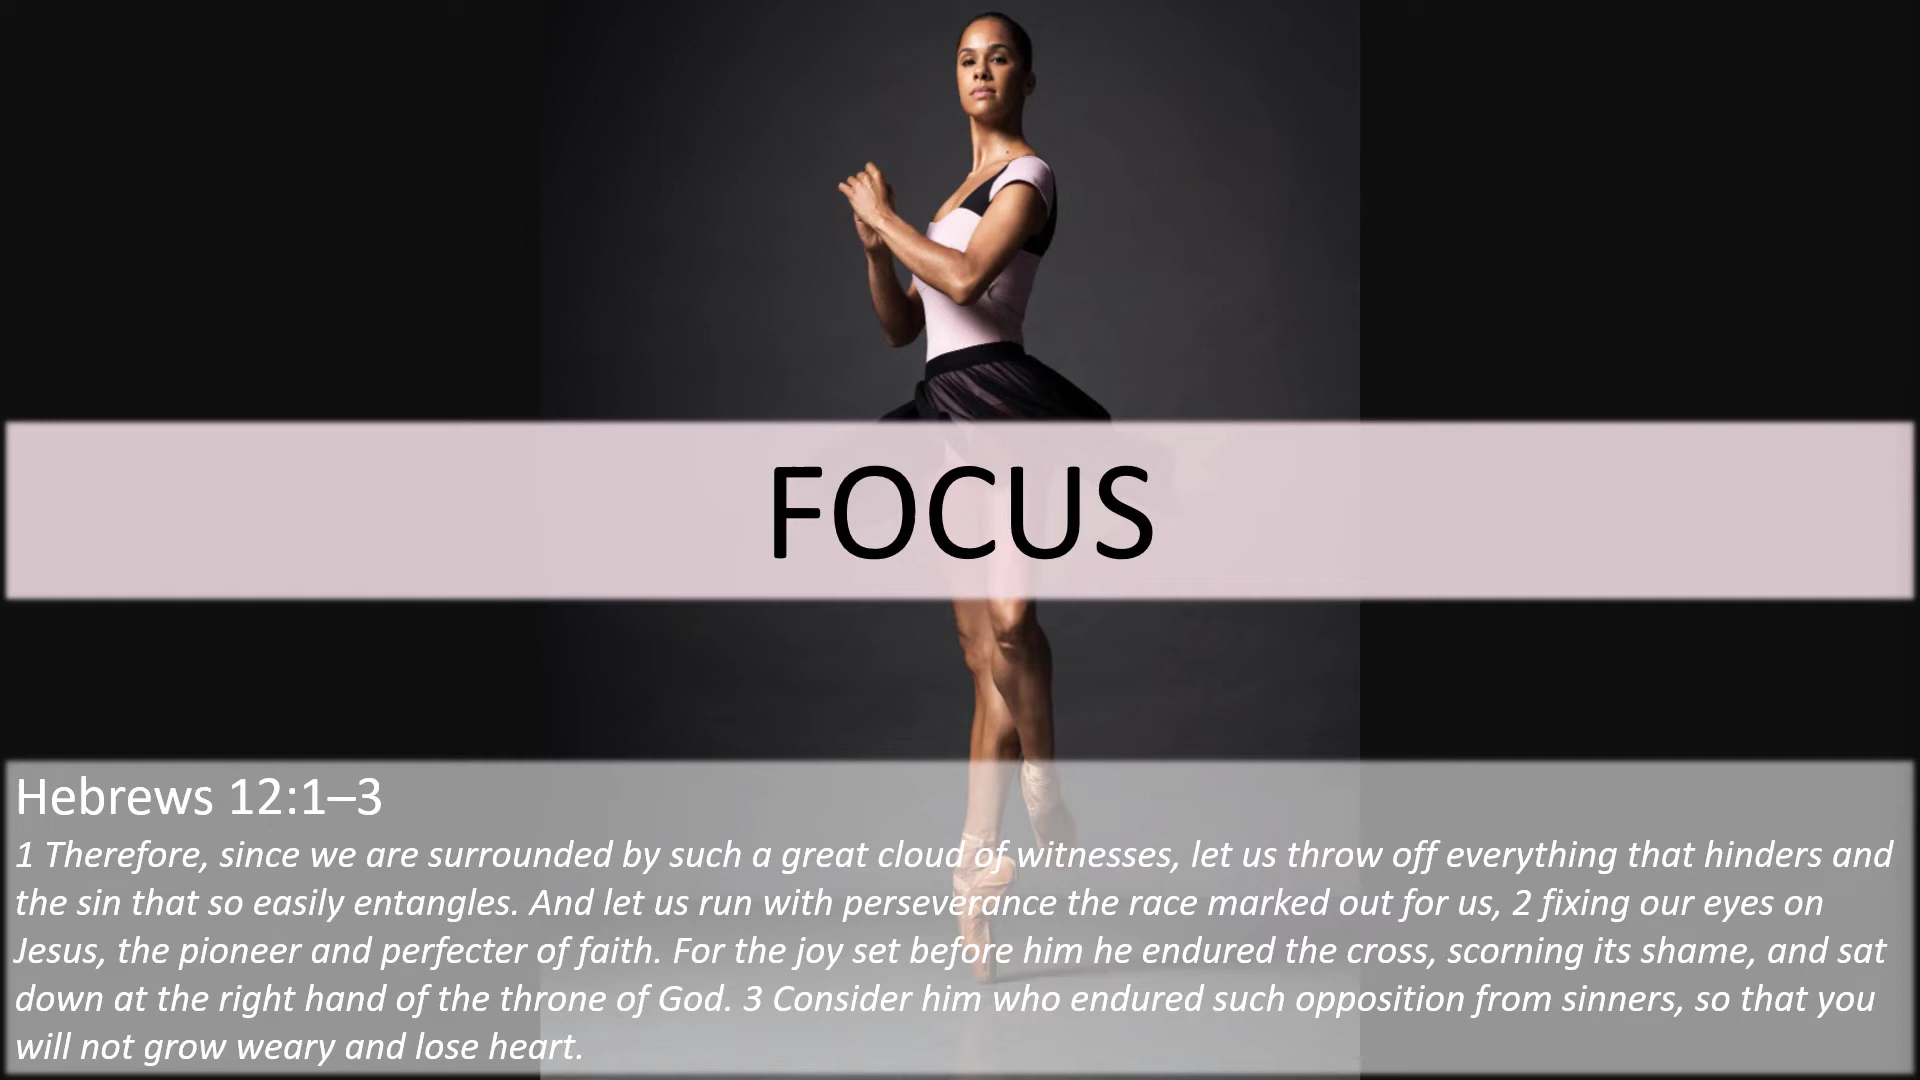 FOCUS
Hebrews 12:1–3
1 Therefore, since we are surrounded by such a great cloud of witnesses, let us throw off everything that hinders and
the sin that so easily entangles. And let us run with perseverance the race marked out for us, 2 fixing our eyes on
Jesus, the pioneer and perfecter of faith. For the joy set before him he endured the cross, scorning its shame, and sat
down at the right hand of the throne of God. 3 Consider him who endured such opposition from sinners, so that you
will not grow weary and lose heart.